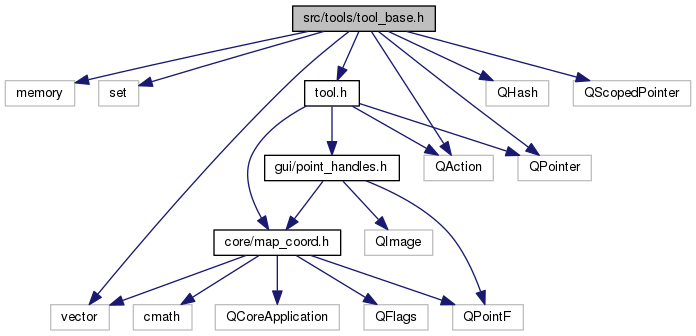 src/tools/tool_base.h
memory
set
tool.h
QHash
QScopedPointer
gui/point_handles.h
QAction
QPointer
core/map_coord.h
QImage
vector
cmath
QCoreApplication
QFlags
QPointF